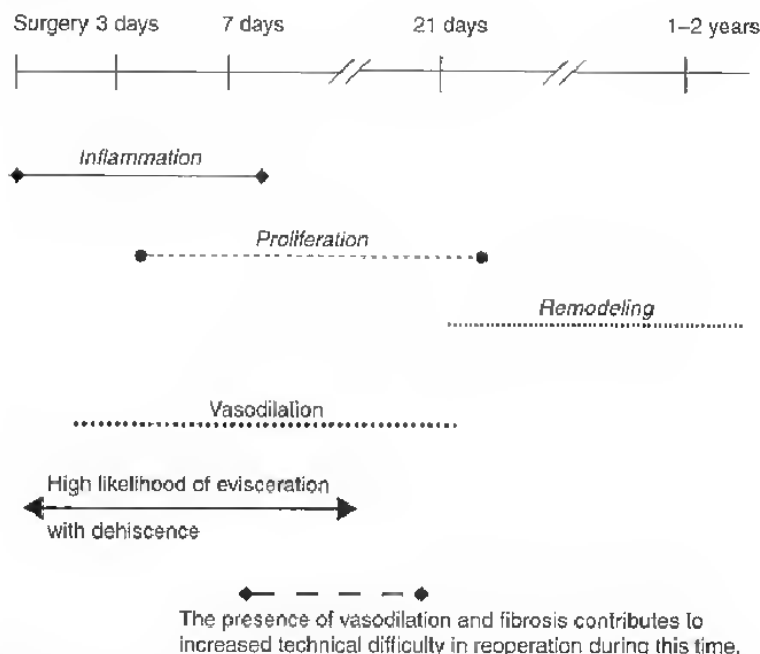 Surgery 3 days 7 days 21 days 1–2 years
Inflammation
Proliferation
Remodeling
Vasodilation
High likelihood of evisceration
with dehiscence
The presence of vasodilation and fibrosis contributes to
increased technical difficulty in reoperation during this time.